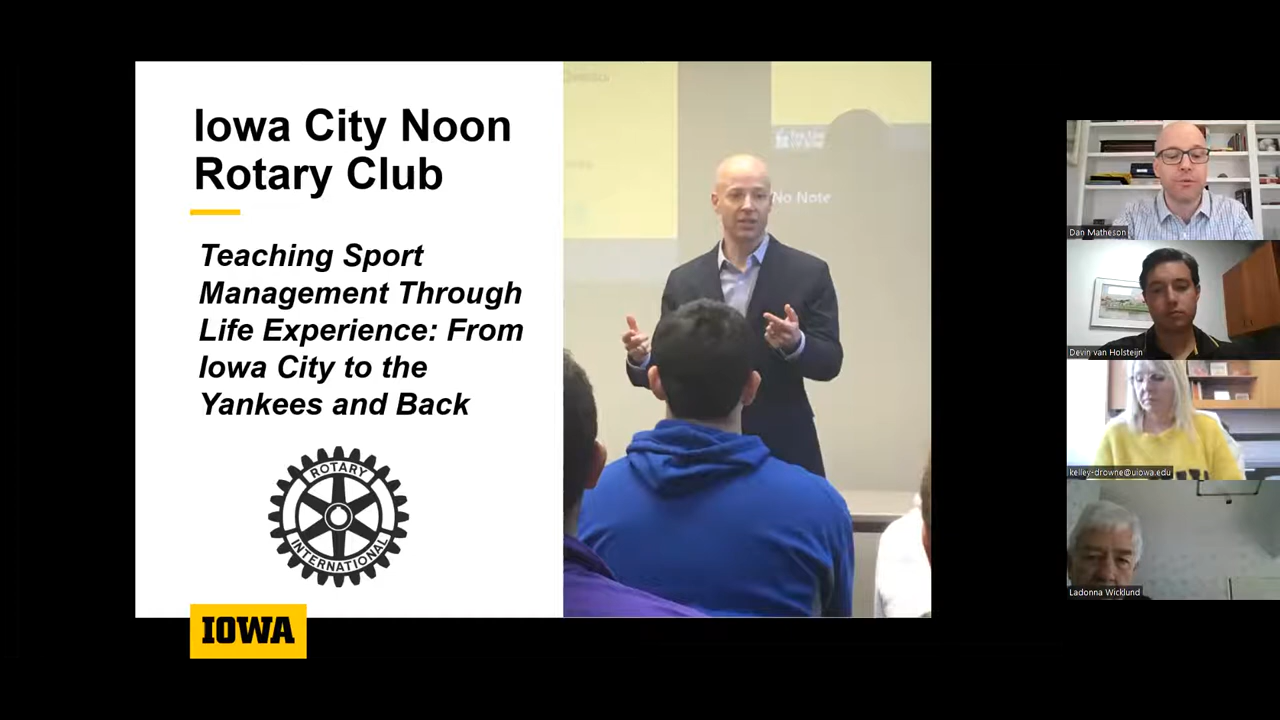 Iowa City Noon
Rotary Club
Teaching Sport
Management Through
Life Experience: From
Iowa City to the
Yankees and Back
ROTARY
INTERNATIONAL
IOWA
No Note
Dan Matheson
Devin van Holsteijn
kelley-drowne@uiowa.edu
Ladonna Wicklund